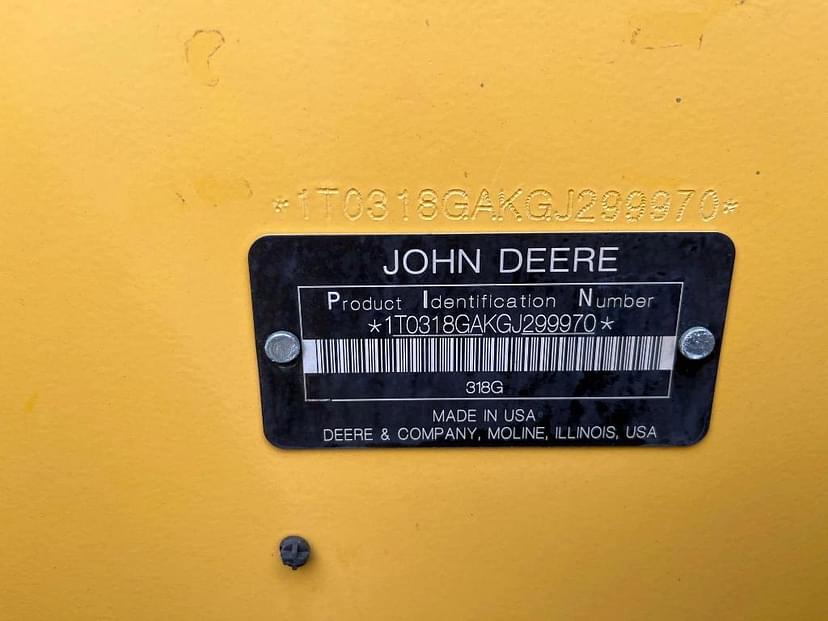 *1T0318GAKGJ299970*
JOHN DEERE
Product Identification Number
*1T0318GAKGJ299970*
318G
MADE IN USA
DEERE & COMPANY, MOLINE, ILLINOIS, USA